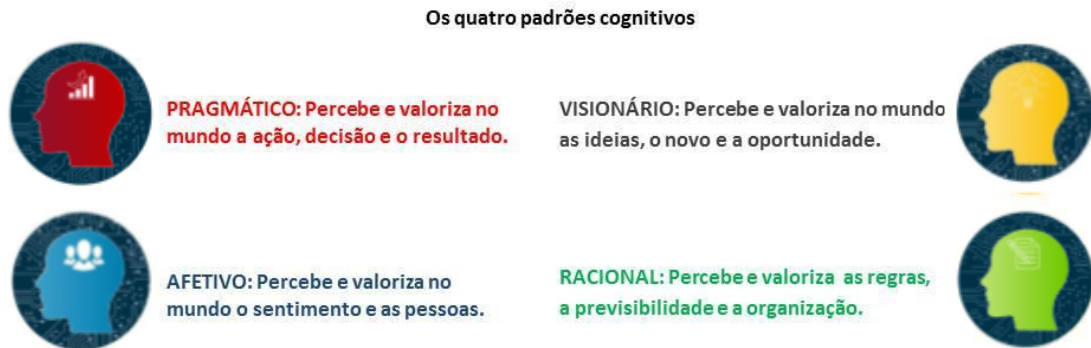 Os quatro padrões cognitivos
PRAGMÁTICO: Percebe e valoriza no
mundo a ação, decisão e o resultado.
VISIONÁRIO: Percebe e valoriza no mundo
as ideias, o novo e a oportunidade.
AFETIVO: Percebe e valoriza no
mundo o sentimento e as pessoas.
RACIONAL: Percebe e valoriza as regras,
a previsibilidade e a organização.